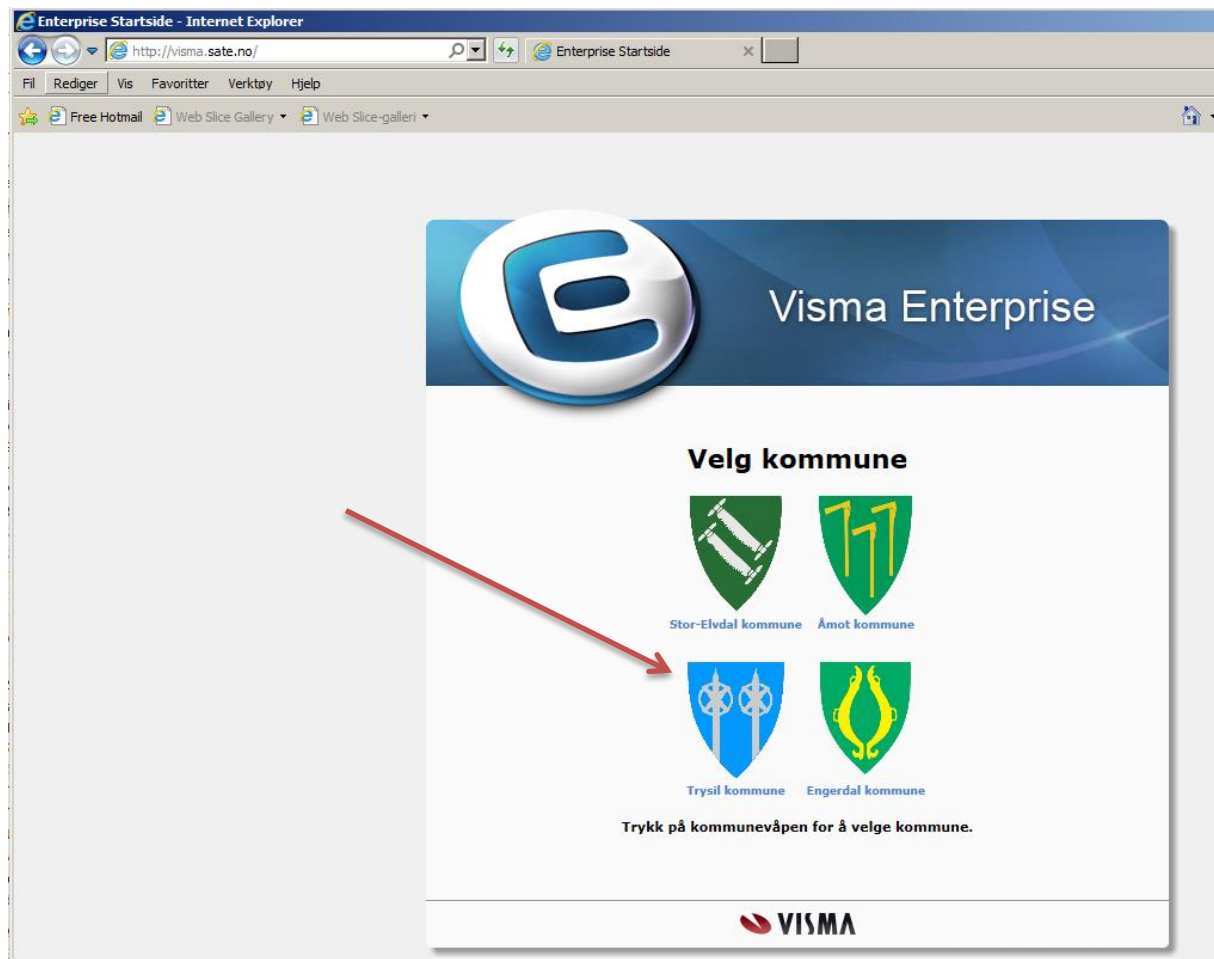 Enterprise Startside - Internet Explorer
http://visma.sate.no/
Enterprise Startside
Fil Rediger Vis Favoritter Verktøy Hjelp
Free Hotmail Web Slice Gallery Web Slice-galleri
Visma Enterprise
Velg kommune
Stor-Elvdal kommune Åmot kommune
Trysil kommune Engerdal kommune
Trykk på kommunevåpen for å velge kommune.
VISMA